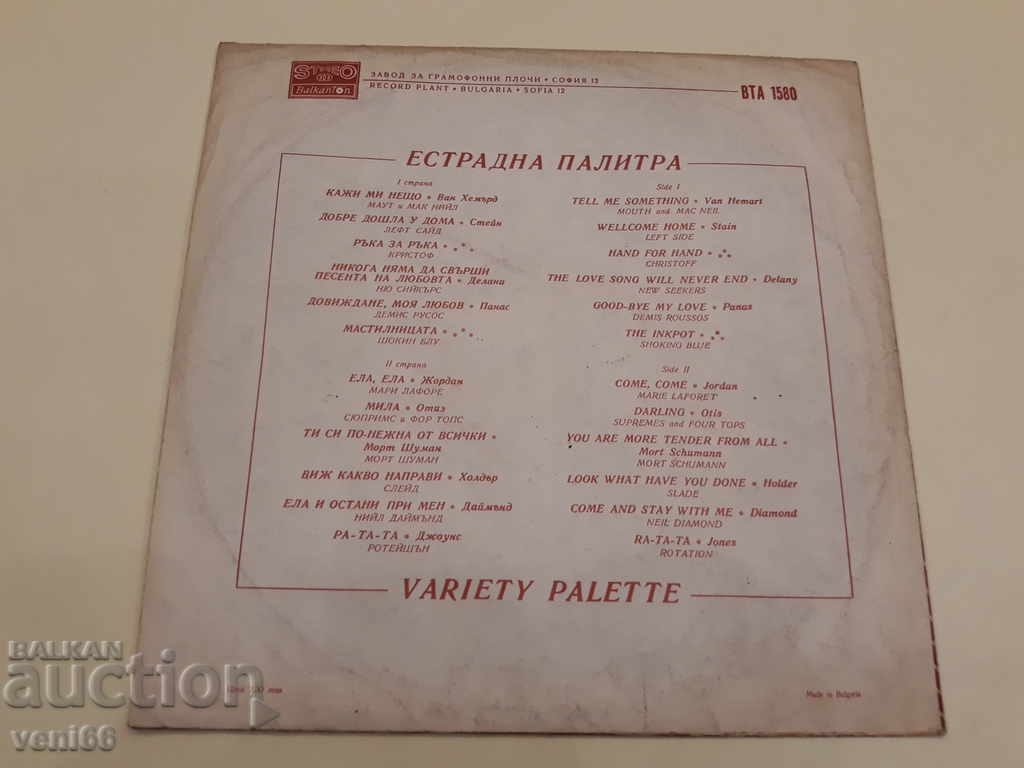 STEREO
Balkanton
ЗАВОД ЗА ГРАМОФОННИ ПЛОЧИ • СОФИЯ 12
RECORD PLANT • BULGARIA • SOFIA 12
ВТА 1580
ЕСТРАДНА ПАЛИТРА
I страна
КАЖИ МИ НЕЩО • Ван Хемърд
МАУТ и МАК НИЙЛ
ДОБРЕ ДОШЛА У ДОМА • Стейн
ЛЕФТ САЙД
РЪКА ЗА РЪКА • ***
КРИСТОФ
НИКОГА НЯМА ДА СВЪРШИ
ПЕСЕНТА НА ЛЮБОВТА • Делани
НЮ СИЙКЪРС
ДОВИЖДАНЕ, МОЯ ЛЮБОВ • Панас
ДЕМИС РУСОС
МАСТИЛНИЦАТА • ***
ШОКИН БЛУ
II страна
ЕЛА, ЕЛА • Жордан
МАРИ ЛАФОРЕ
МИЛА • Отиз
СЮПРИМС и ФОР ТОПС
ТИ СИ ПО-НЕЖНА ОТ ВСИЧКИ •
Морт Шуман
МОРТ ШУМАН
ВИЖ КАКВО НАПРАВИ • Холдър
СЛЕЙД
ЕЛА И ОСТАНИ ПРИ МЕН • Даймънд
НИЙЛ ДАЙМЪНД
РА-ТА-ТА • Джоунс
РОТЕЙШЪН
Side I
TELL ME SOMETHING • Van Hemart
MOUTH and MAC NEIL
WELLCOME HOME • Stain
LEFT SIDE
HAND FOR HAND • ***
CHRISTOFF
THE LOVE SONG WILL NEVER END • Delany
NEW SEEKERS
GOOD-BYE MY LOVE • Panas
DEMIS ROUSSOS
THE INKPOT • ***
SHOKING BLUE
Side II
COME, COME • Jordan
MARIE LAFORET
DARLING • Otis
SUPREMES and FOUR TOPS
YOU ARE MORE TENDER FROM ALL •
Mort Schumann
MORT SCHUMANN
LOOK WHAT HAVE YOU DONE • Holder
SLADE
COME AND STAY WITH ME • Diamond
NEIL DIAMOND
RA-TA-TA • Jones
ROTATION
VARIETY PALETTE
Made in Bulgaria
BALKAN
auction
veni66